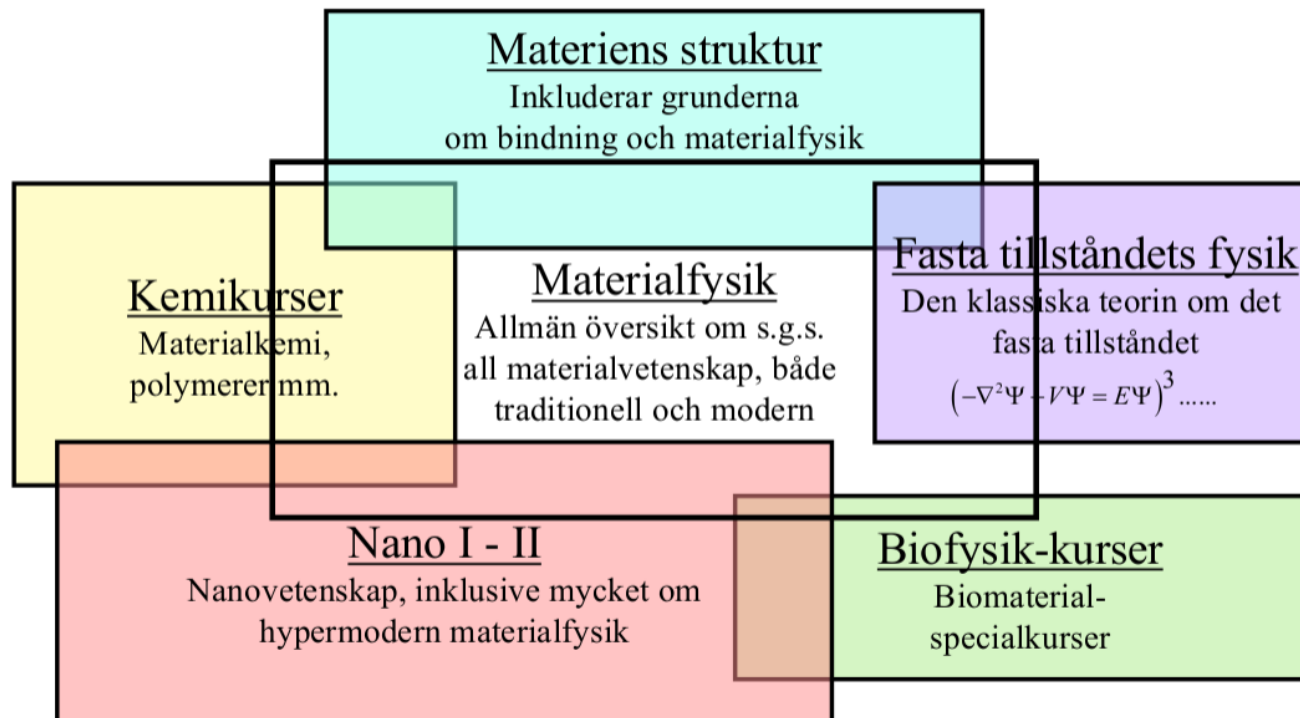 Materiens struktur
Inkluderar grunderna
om bindning och materialfysik
Kemikurser
Materialkemi,
polymerer mm.
Materialfysik
Allmän översikt om s.g.s.
all materialvetenskap, både
traditionell och modern
Fasta tillståndets fysik
Den klassiska teorin om det
fasta tillståndet
(−∇²Ψ+VΨ = EΨ)³ ......
Nano I - II
Nanovetenskap, inklusive mycket om
hypermodern materialfysik
Biofysik-kurser
Biomaterial-
specialkurser